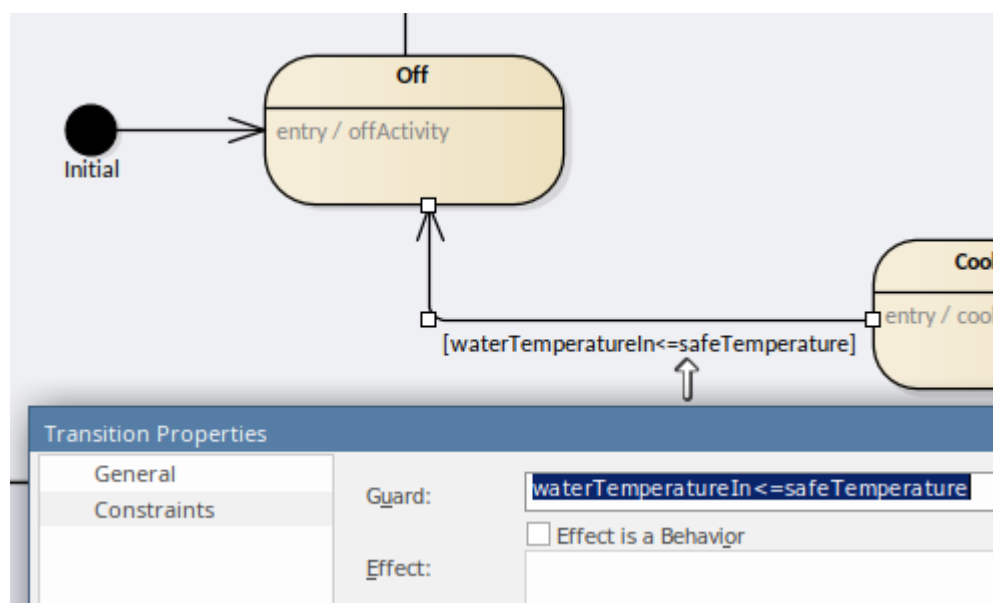 Off
entry / offActivity
Initial
Cool
entry / cool
[waterTemperatureIn<=safeTemperature]
Transition Properties
General
Constraints
Guard:
waterTemperatureIn<=safeTemperature
Effect is a Behavior
Effect: